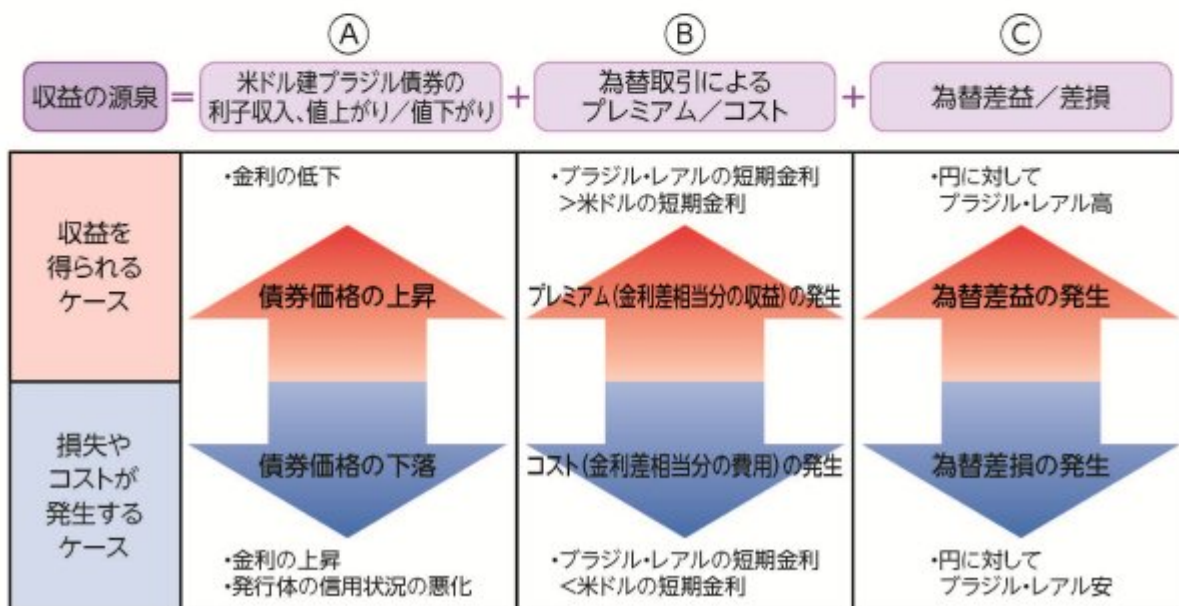 Ⓐ
Ⓑ
Ⓒ
収益の源泉
=
米ドル建ブラジル債券の
利子収入、値上がり/値下がり
+
為替取引による
プレミアム/コスト
+
為替差益/差損
収益を
得られる
ケース
・金利の低下
債券価格の上昇
・ブラジル・レアルの短期金利
>米ドルの短期金利
プレミアム(金利差相当分の収益)の発生
・円に対して
ブラジル・レアル高
為替差益の発生
損失や
コストが
発生する
ケース
債券価格の下落
・金利の上昇
・発行体の信用状況の悪化
コスト(金利差相当分の費用)の発生
・ブラジル・レアルの短期金利
<米ドルの短期金利
為替差損の発生
・円に対して
ブラジル・レアル安